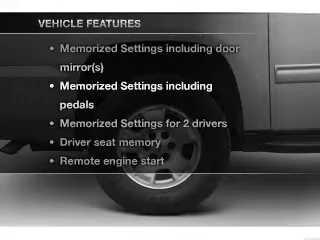 VEHICLE FEATURES
• Memorized Settings including door
mirror(s)
• Memorized Settings including
pedals
• Memorized Settings for 2 drivers
• Driver seat memory
• Remote engine start